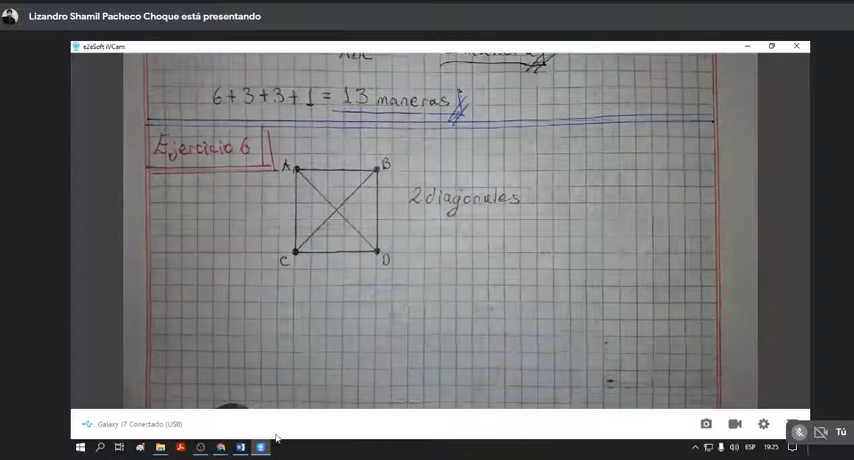 Lizandro Shamil Pacheco Choque está presentando
e2eSoft iVCam
ABC
6+3+3+1 = 13 maneras
Ejercicio 6
A
B
2 diagonales
C
D
Galaxy J7 Conectado (USB)
Tú
ESP
19:25